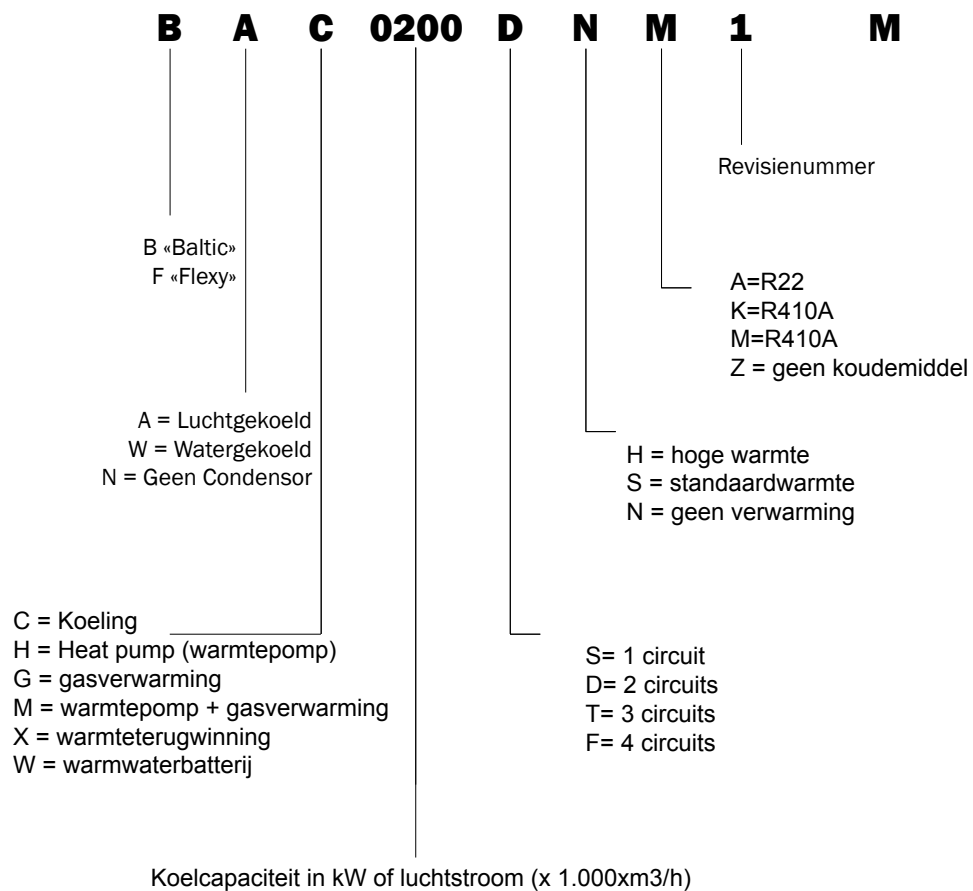 B A C 0200 D N M 1 M
Revisienummer
B «Baltic»
F «Flexy»
A=R22
K=R410A
M=R410A
Z = geen koudemiddel
A = Luchtgekoeld
W = Watergekoeld
N = Geen Condensor
H = hoge warmte
S = standaardwarmte
N = geen verwarming
C = Koeling
H = Heat pump (warmtepomp)
G = gasverwarming
M = warmtepomp + gasverwarming
X = warmteterugwinning
W = warmwaterbatterij
S= 1 circuit
D= 2 circuits
T= 3 circuits
F= 4 circuits
Koelcapaciteit in kW of luchtstroom (x 1.000xm3/h)